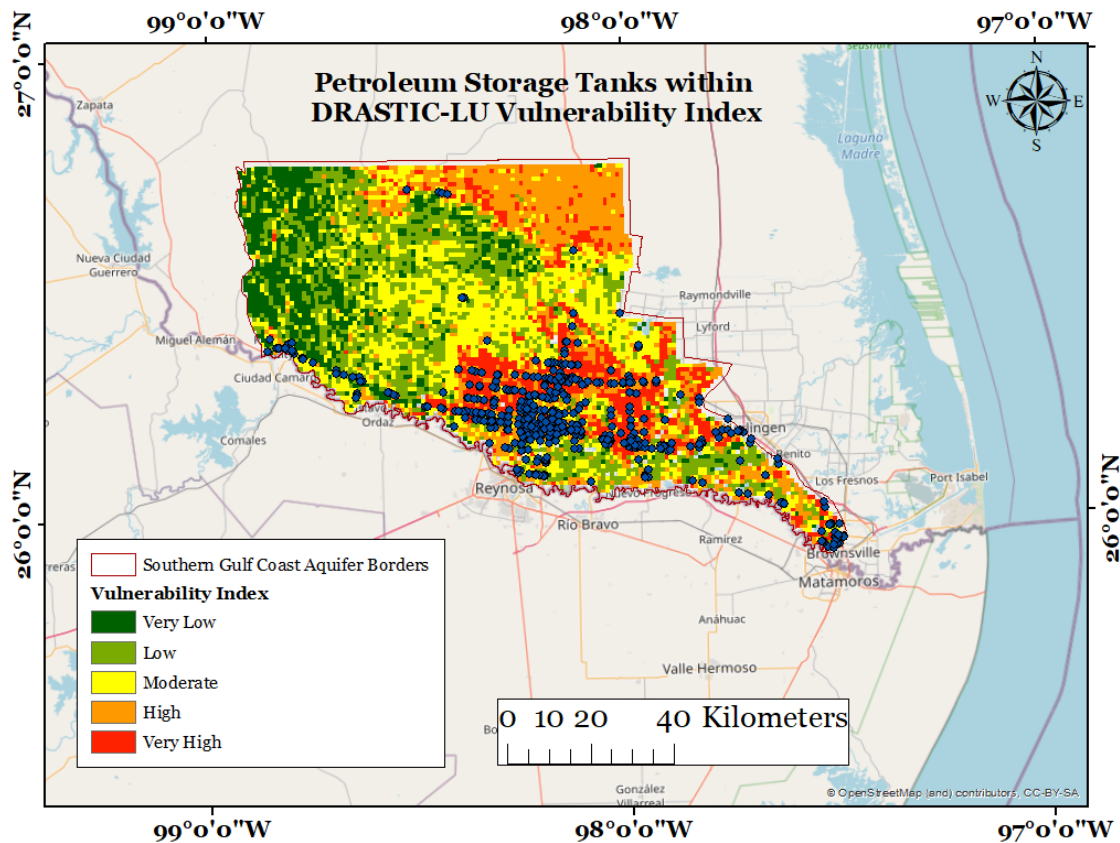 99°0'0"W 98°0'0"W 97°0'0"W
27°0'0"N
26°0'0"N
Petroleum Storage Tanks within
DRASTIC-LU Vulnerability Index
N
W E
S
Seashore
Zapata
Laguna
Madre
Nueva Ciudad
Guerrero
Raymondville
Lyford
Miguel Alemán
Ordaz
Comales
Benito
Los Fresnos
Port Isabel
Reynosa
Nuevo Progreso
Río Bravo
Ramírez
Brownsville
Matamoros
Anáhuac
Valle Hermoso
González
Villarreal
Southern Gulf Coast Aquifer Borders
Vulnerability Index
Very Low
Low
Moderate
High
Very High
0 10 20 40 Kilometers
© OpenStreetMap (and) contributors, CC-BY-SA
26°0'0"N
99°0'0"W 98°0'0"W 97°0'0"W